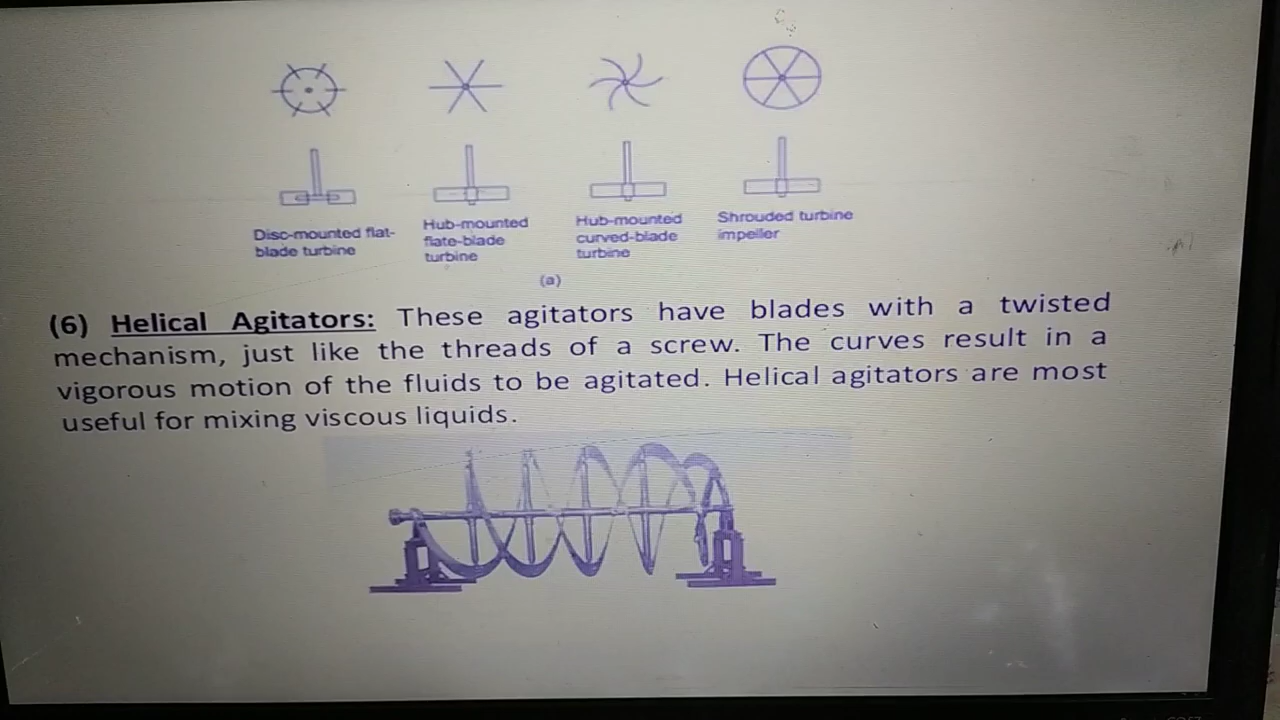 Disc-mounted flat-
blade turbine
Hub-mounted
flate-blade
turbine
Hub-mounted
curved-blade
turbine
Shrouded turbine
impeller
(a)
(6) Helical Agitators: These agitators have blades with a twisted
mechanism, just like the threads of a screw. The curves result in a
vigorous motion of the fluids to be agitated. Helical agitators are most
useful for mixing viscous liquids.